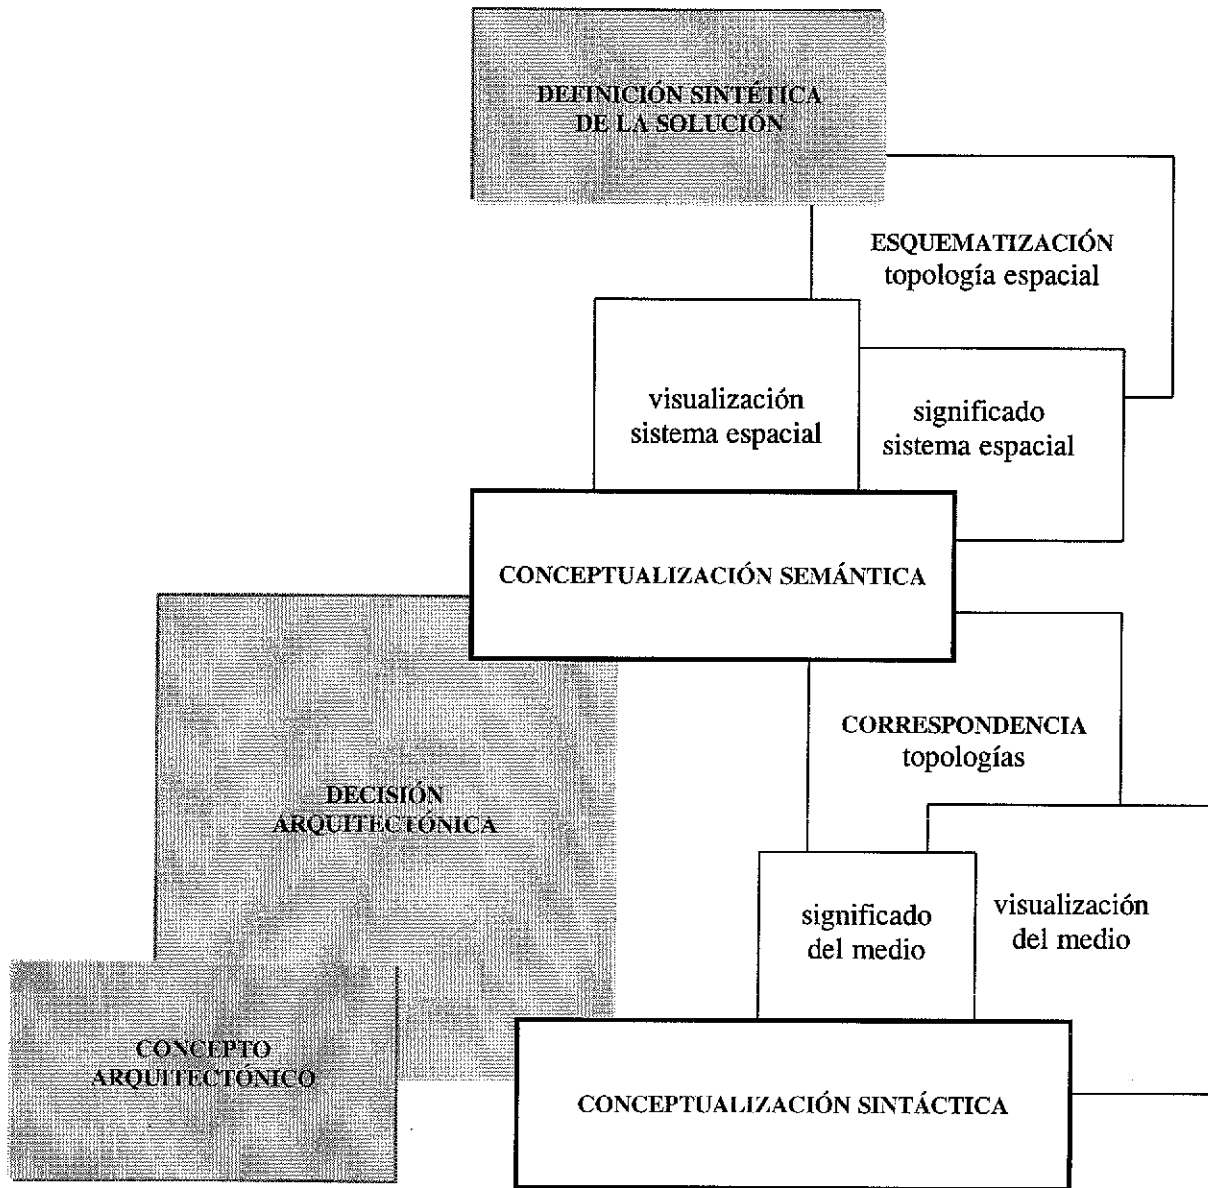 DEFINICIÓN SINTÉTICA
DE LA SOLUCIÓN
ESQUEMATIZACIÓN
topología espacial
visualización
sistema espacial
significado
sistema espacial
CONCEPTUALIZACIÓN SEMÁNTICA
CORRESPONDENCIA
topologías
DECISIÓN
ARQUITECTÓNICA
significado
del medio
visualización
del medio
CONCEPTO
ARQUITECTÓNICO
CONCEPTUALIZACIÓN SINTÁCTICA